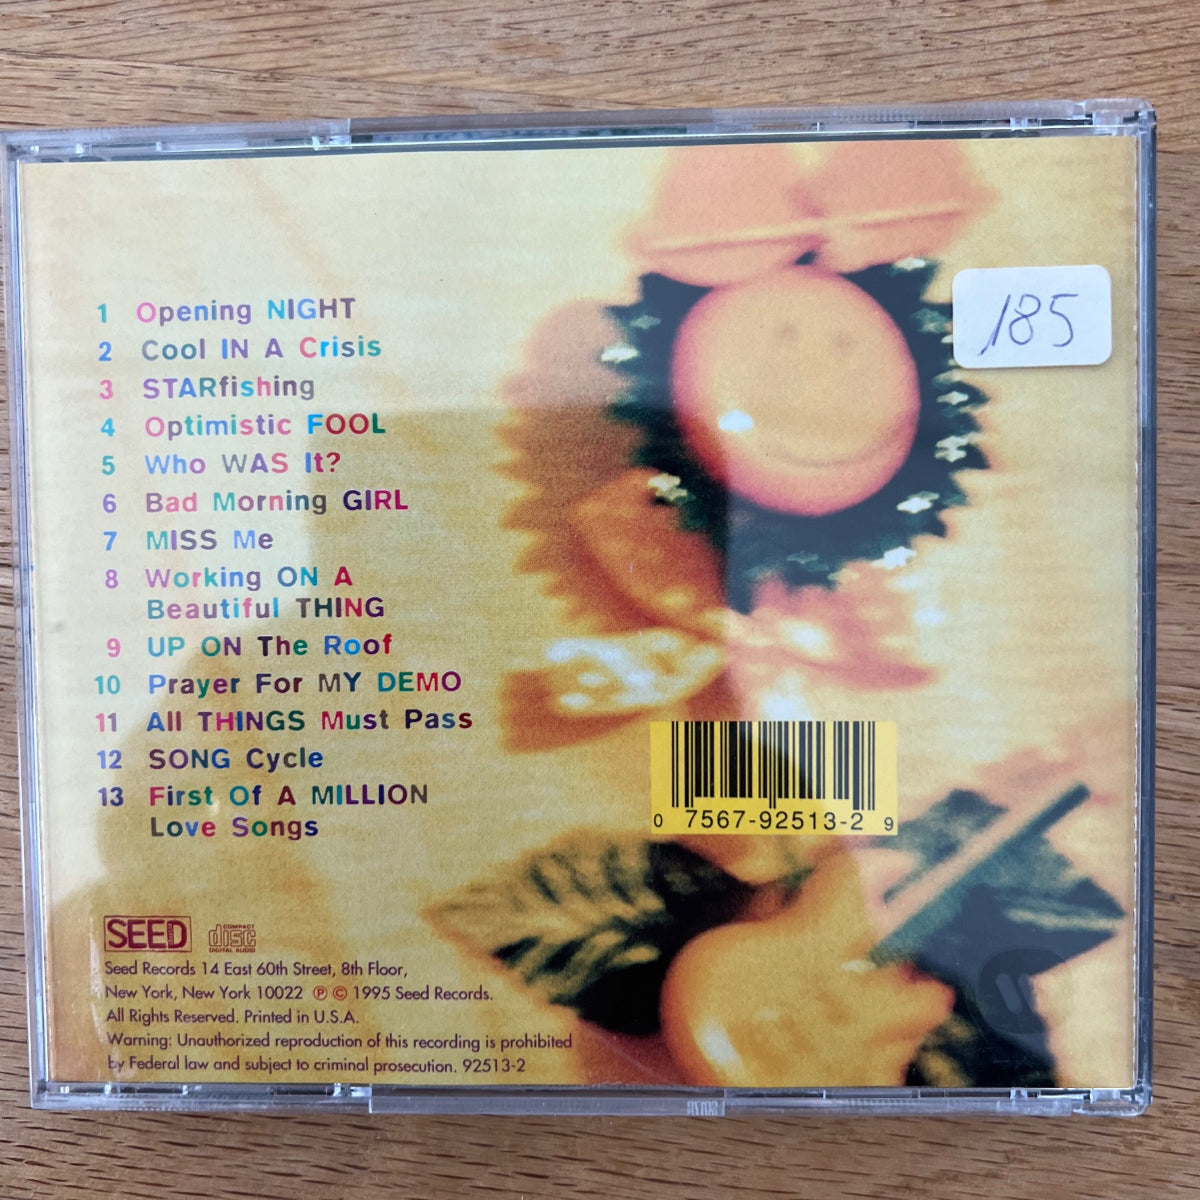 185
1 Opening NIGHT
2 Cool IN A Crisis
3 STARfishing
4 Optimistic FOOL
5 Who WAS It?
6 Bad Morning GIRL
7 MISS Me
8 Working ON A
Beautiful THING
9 UP ON The Roof
10 Prayer For MY DEMO
11 All THINGS Must Pass
12 SONG Cycle
13 First Of A MILLION
Love Songs
0 7567-92513-2 9
SEED
COMPACT
disc
DIGITAL AUDIO
Seed Records 14 East 60th Street, 8th Floor,
New York, New York 10022 ℗ © 1995 Seed Records.
All Rights Reserved. Printed in U.S.A.
Warning: Unauthorized reproduction of this recording is prohibited
by Federal law and subject to criminal prosecution. 92513-2